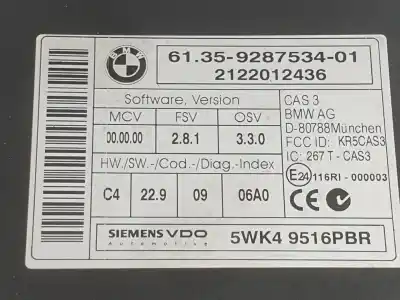 BMW
61.35-9287534-01
2122012436
Software, Version
MCV FSV OSV
00.00.00 2.8.1 3.3.0
HW./SW.-/Cod.-/Diag.-Index
C4 22.9 09 06A0
CAS 3
BMW AG
D-80788München
FCC ID: KR5CAS3
IC: 267 T - CAS3
E24 116RI - 000003
CE
SIEMENS VDO
Automotive
5WK4 9516PBR